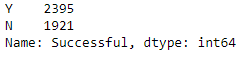 Y    2395
N    1921
Name: Successful, dtype: int64